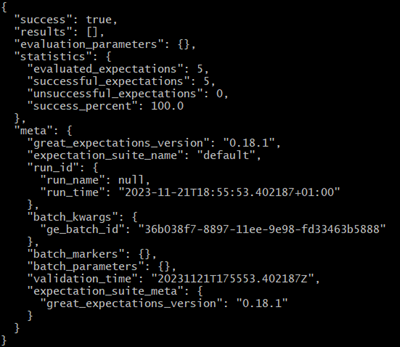 {
  "success": true,
  "results": [],
  "evaluation_parameters": {},
  "statistics": {
    "evaluated_expectations": 5,
    "successful_expectations": 5,
    "unsuccessful_expectations": 0,
    "success_percent": 100.0
  },
  "meta": {
    "great_expectations_version": "0.18.1",
    "expectation_suite_name": "default",
    "run_id": {
      "run_name": null,
      "run_time": "2023-11-21T18:55:53.402187+01:00"
    },
    "batch_kwargs": {
      "ge_batch_id": "36b038f7-8897-11ee-9e98-fd33463b5888"
    },
    "batch_markers": {},
    "batch_parameters": {},
    "validation_time": "20231121T175553.402187Z",
    "expectation_suite_meta": {
      "great_expectations_version": "0.18.1"
    }
  }
}